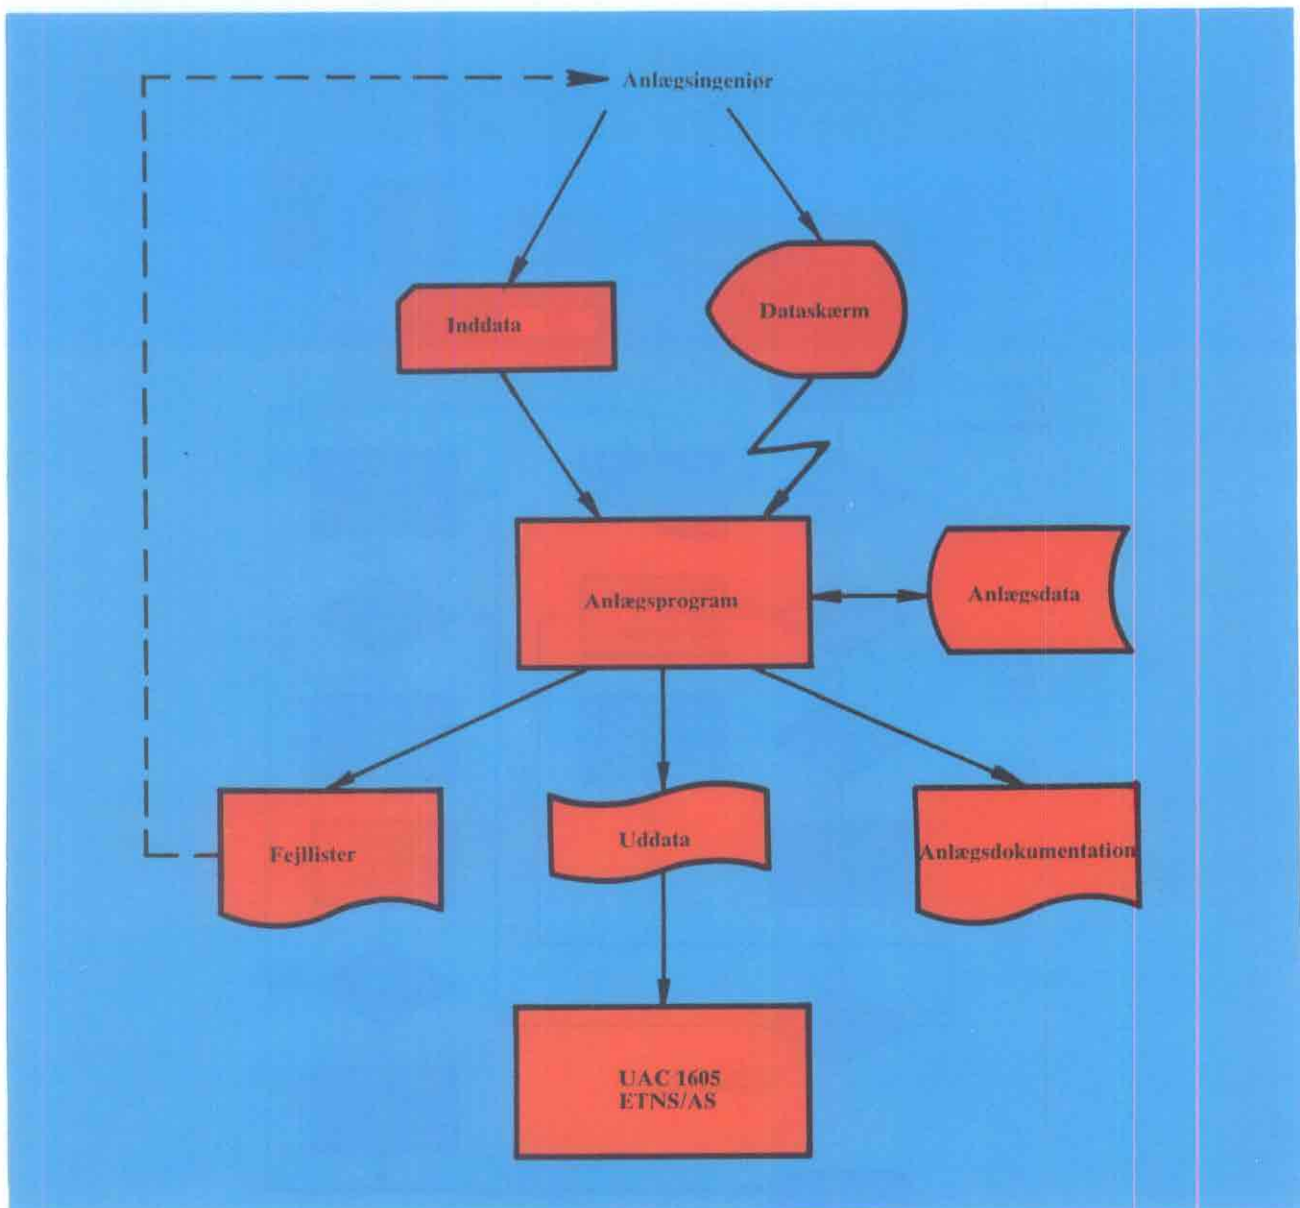 Anlægsingeniør
Inddata
Dataskærm
Anlægsprogram
Anlægsdata
Fejllister
Uddata
Anlægsdokumentation
UAC 1605
ETNS/AS